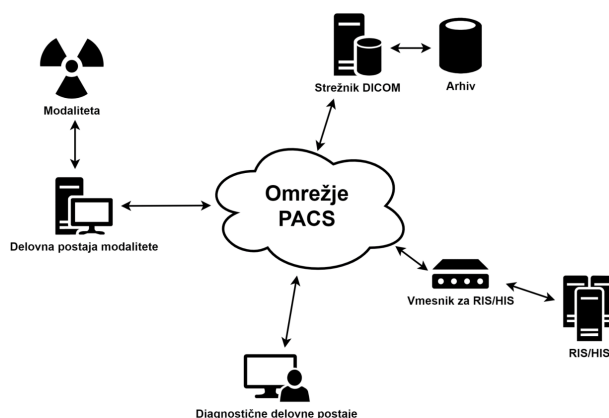 Strežnik DICOM
Arhiv
Modaliteta
Omrežje
PACS
Delovna postaja modalitete
Vmesnik za RIS/HIS
RIS/HIS
Diagnostične delovne postaje